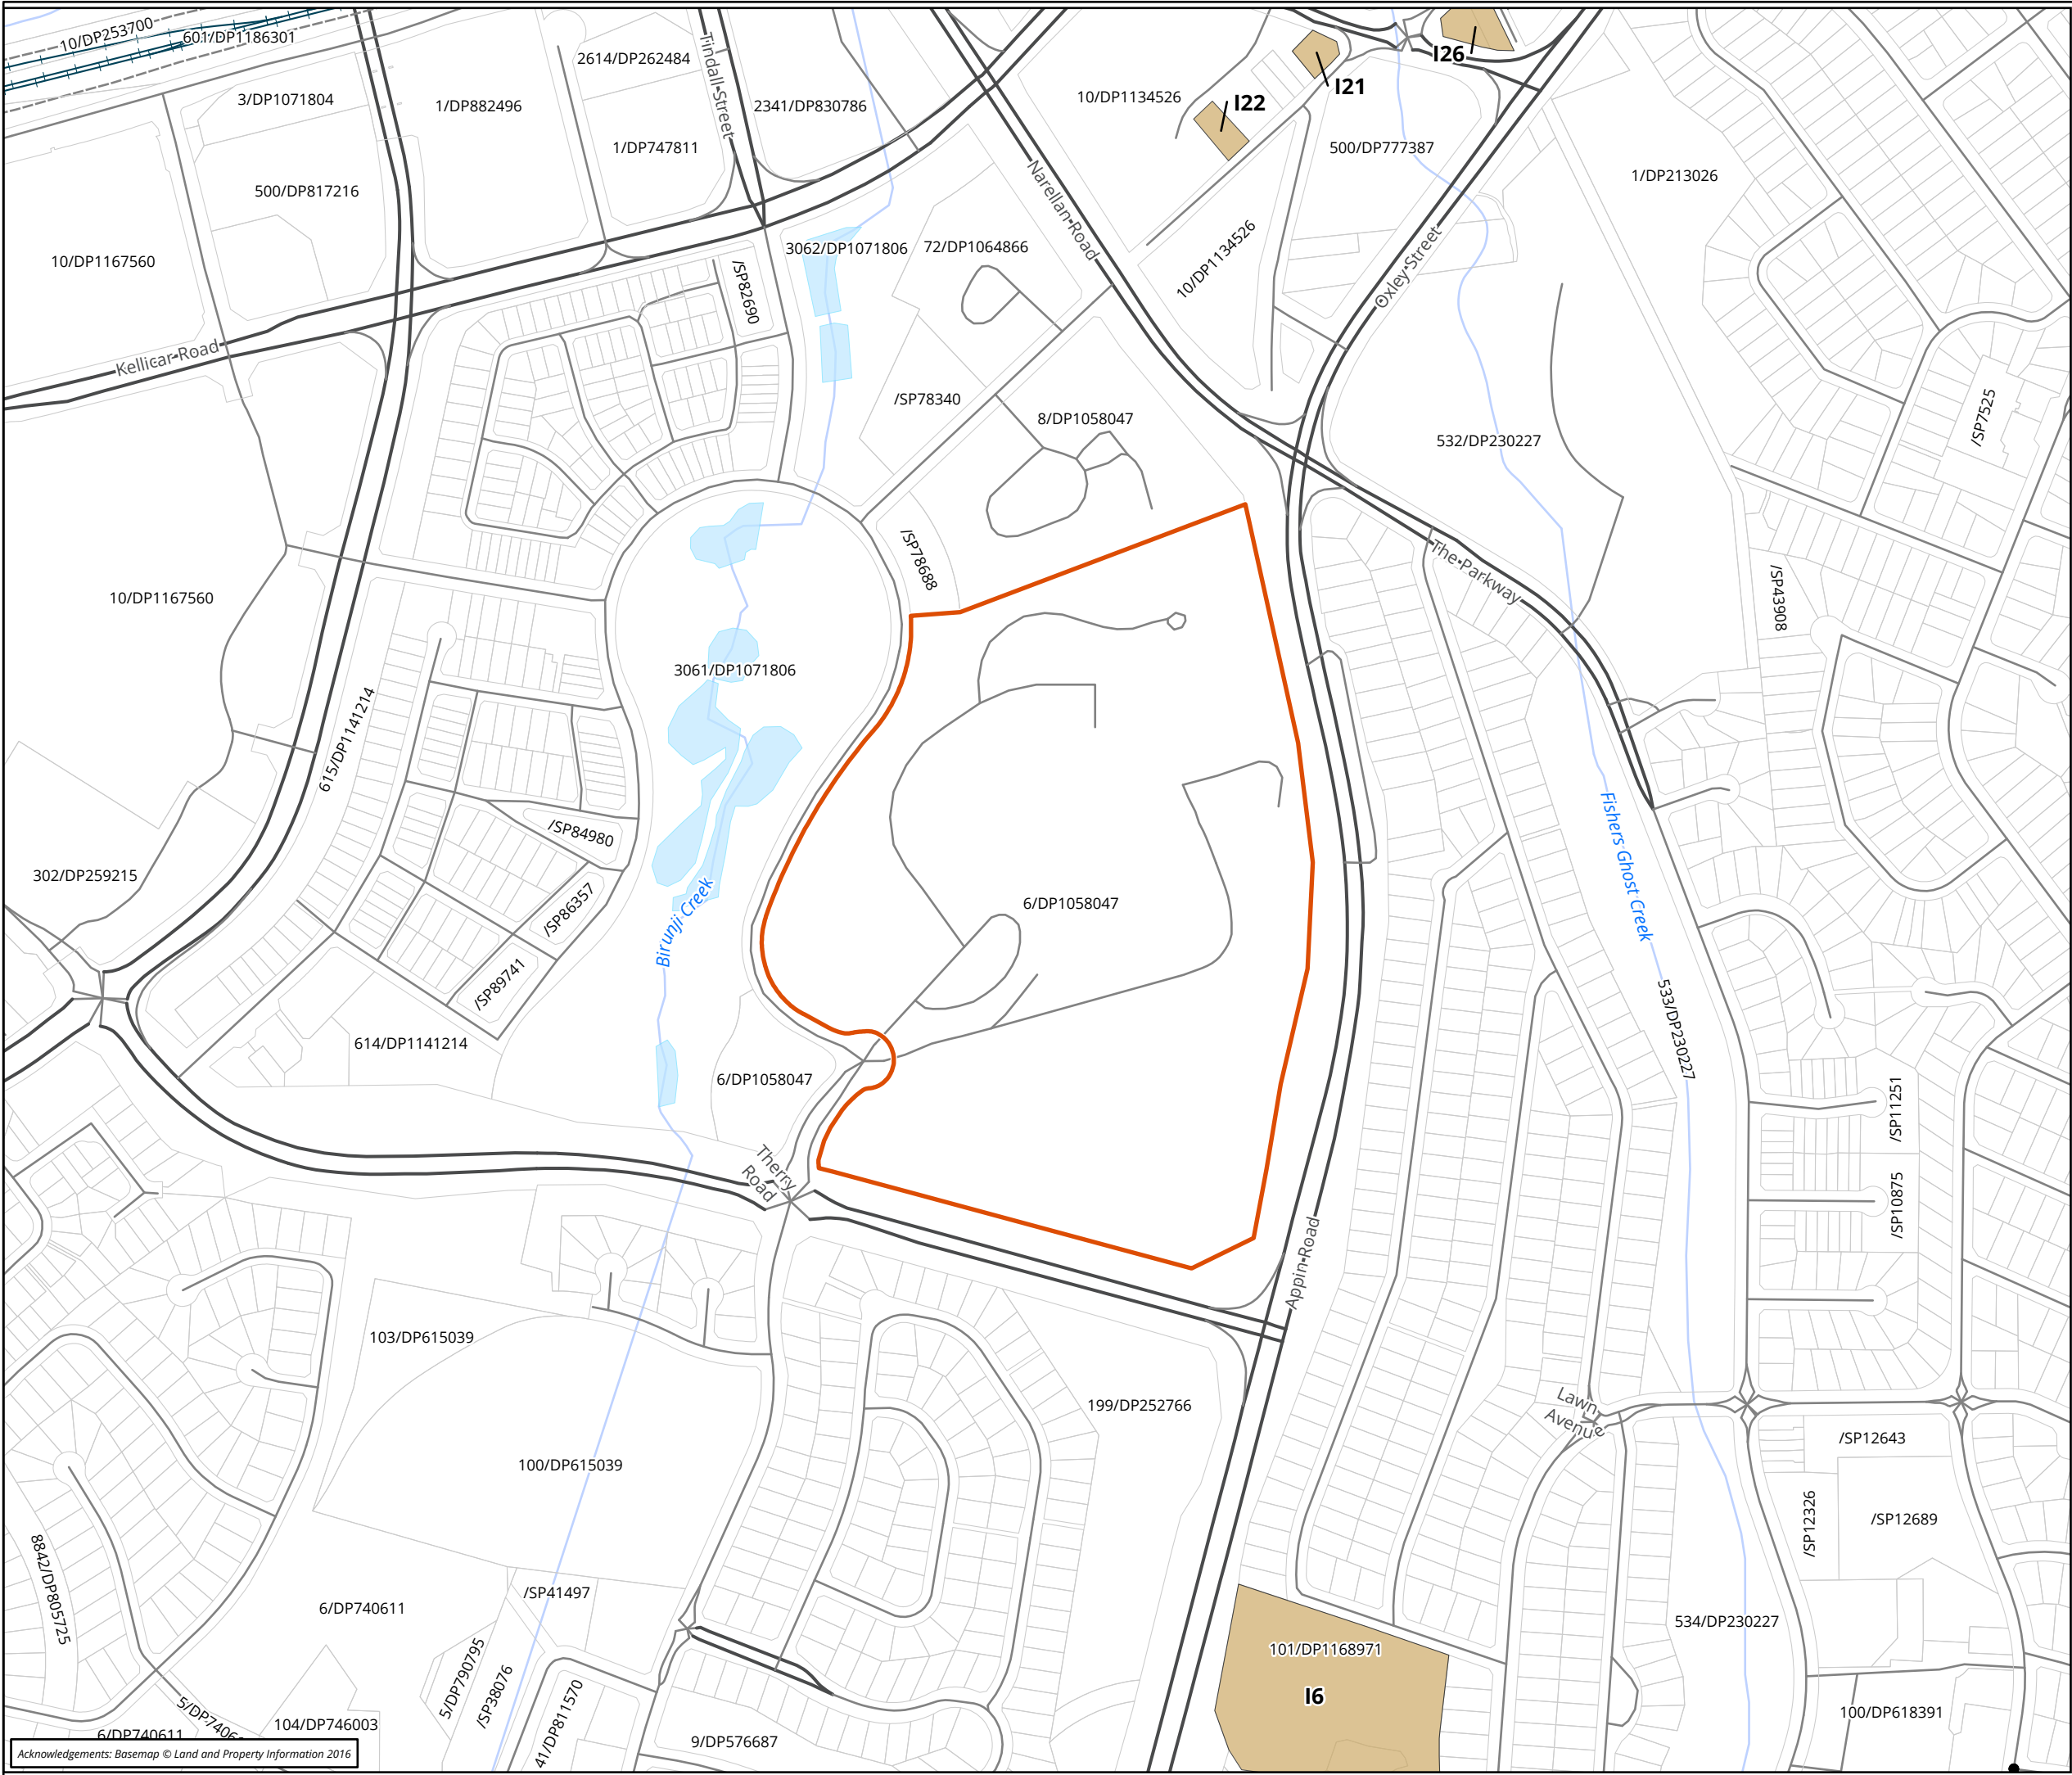 10/DP253700
601/DP1186301
2614/DP262484
Tindall Street
3/DP1071804
1/DP882496
2341/DP830786
10/DP1134526
I22
I21
I26
1/DP747811
500/DP777387
500/DP817216
1/DP213026
Narellan Road
10/DP1167560
/SP82690
3062/DP1071806
72/DP1064866
10/DP1134526
Oxley Street
Kellicar Road
/SP78340
8/DP1058047
532/DP230227
/SP7525
/SP78688
The Parkway
10/DP1167560
/SP43908
3061/DP1071806
615/DP1141214
/SP84980
302/DP259215
/SP86357
Birunji Creek
6/DP1058047
Fishers Ghost Creek
/SP89741
533/DP230227
614/DP1141214
6/DP1058047
/SP11251
Therry
Road
/SP10875
Appin Road
103/DP615039
199/DP252766
Lawn
Avenue
/SP12643
100/DP615039
/SP12326
/SP12689
8842/DP805725
/SP41497
6/DP740611
534/DP230227
101/DP1168971
I6
5/DP790795
/SP38076
41/DP811570
104/DP746003
6/DP740611
9/DP576687
100/DP618391
Acknowledgements: Basemap © Land and Property Information 2016